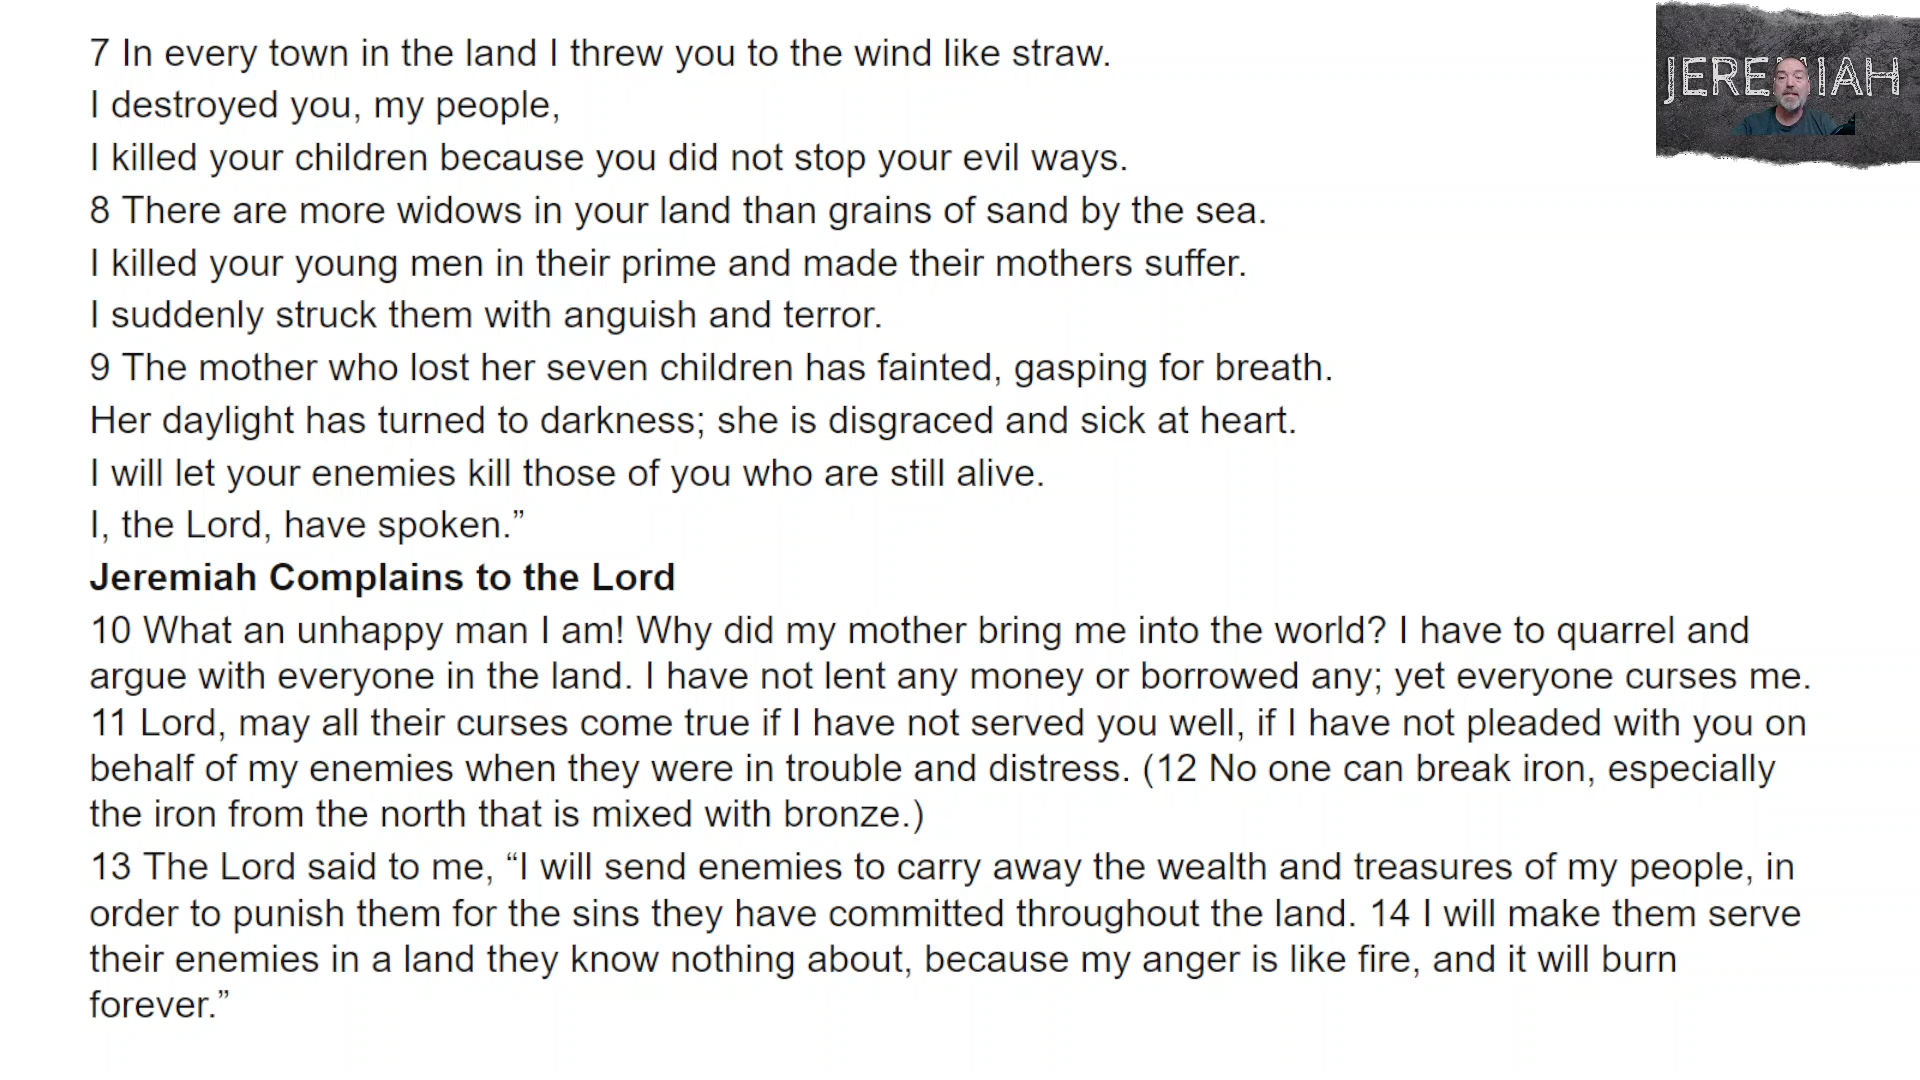 7 In every town in the land I threw you to the wind like straw.
I destroyed you, my people,
I killed your children because you did not stop your evil ways.
8 There are more widows in your land than grains of sand by the sea.
I killed your young men in their prime and made their mothers suffer.
I suddenly struck them with anguish and terror.
9 The mother who lost her seven children has fainted, gasping for breath.
Her daylight has turned to darkness; she is disgraced and sick at heart.
I will let your enemies kill those of you who are still alive.
I, the Lord, have spoken.”
Jeremiah Complains to the Lord
10 What an unhappy man I am! Why did my mother bring me into the world? I have to quarrel and
argue with everyone in the land. I have not lent any money or borrowed any; yet everyone curses me.
11 Lord, may all their curses come true if I have not served you well, if I have not pleaded with you on
behalf of my enemies when they were in trouble and distress. (12 No one can break iron, especially
the iron from the north that is mixed with bronze.)
13 The Lord said to me, “I will send enemies to carry away the wealth and treasures of my people, in
order to punish them for the sins they have committed throughout the land. 14 I will make them serve
their enemies in a land they know nothing about, because my anger is like fire, and it will burn
forever.”
JEREMIAH